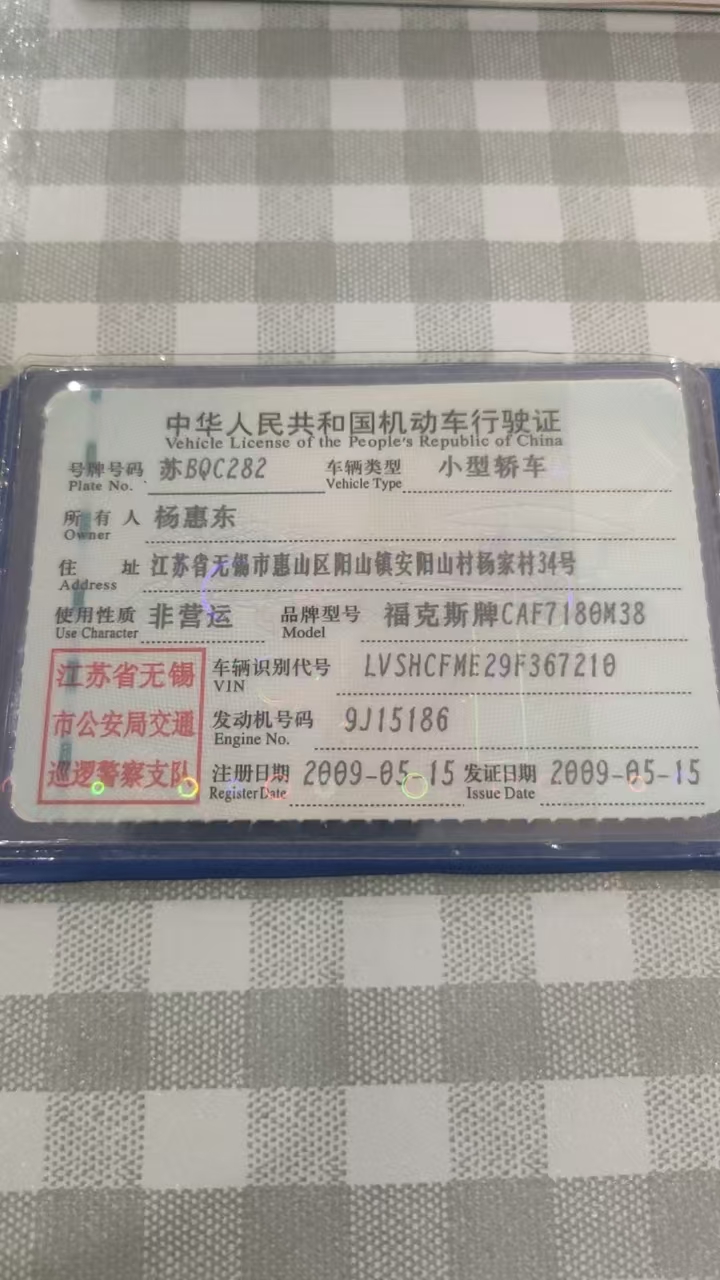 中华人民共和国机动车行驶证
Vehicle License of the People's Republic of China
号牌号码 苏BQC282 车辆类型 小型轿车
Plate No. Vehicle Type
所有人 杨惠东
Owner
住址 江苏省无锡市惠山区阳山镇安阳山村杨家村34号
Address
使用性质 非营运 品牌型号 福克斯牌CAF7180M38
Use Character Model
江苏省无锡 车辆识别代号 LVSHCFME29F367210
VIN
市公安局交通 发动机号码 9J15186
Engine No.
巡逻警察支队 注册日期 2009-05-15 发证日期 2009-05-15
Register Date Issue Date